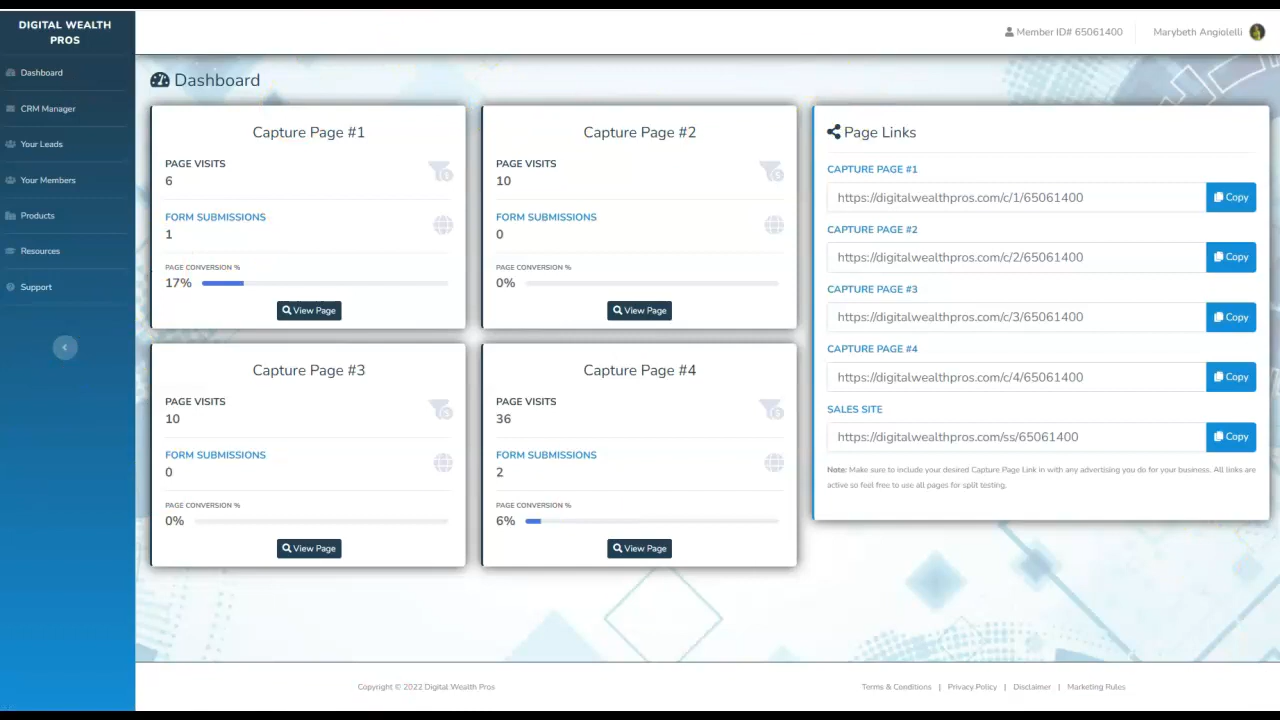 DIGITAL WEALTH
PROS
Dashboard
CRM Manager
Your Leads
Your Members
Products
Resources
Support
Member ID# 65061400
Marybeth Angiolelli
Dashboard
Capture Page #1
PAGE VISITS
6
FORM SUBMISSIONS
1
PAGE CONVERSION %
17%
View Page
Capture Page #2
PAGE VISITS
10
FORM SUBMISSIONS
0
PAGE CONVERSION %
0%
View Page
Capture Page #3
PAGE VISITS
10
FORM SUBMISSIONS
0
PAGE CONVERSION %
0%
View Page
Capture Page #4
PAGE VISITS
36
FORM SUBMISSIONS
2
PAGE CONVERSION %
6%
View Page
Page Links
CAPTURE PAGE #1
https://digitalwealthpros.com/c/1/65061400 Copy
CAPTURE PAGE #2
https://digitalwealthpros.com/c/2/65061400 Copy
CAPTURE PAGE #3
https://digitalwealthpros.com/c/3/65061400 Copy
CAPTURE PAGE #4
https://digitalwealthpros.com/c/4/65061400 Copy
SALES SITE
https://digitalwealthpros.com/ss/65061400 Copy
Note: Make sure to include your desired Capture Page Link in with any advertising you do for your business. All links are
active so feel free to use all pages for split testing.
Copyright © 2022 Digital Wealth Pros
Terms & Conditions | Privacy Policy | Disclaimer | Marketing Rules